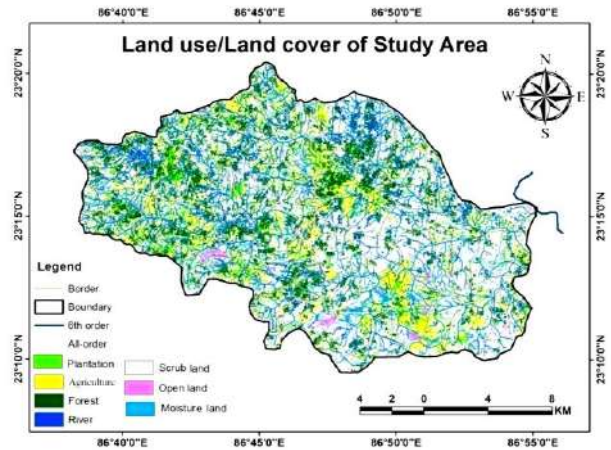 86°40'0"E 86°45'0"E 86°50'0"E 86°55'0"E
Land use/Land cover of Study Area
N
W E
S
23°20'0"N 23°20'0"N
23°15'0"N 23°15'0"N
23°10'0"N 23°10'0"N
Legend
Border
Boundary
6th order
All-order
Plantation
Agriculture
Forest
River
Scrub land
Open land
Moisture land
4 2 0 4 8
KM
86°40'0"E 86°45'0"E 86°50'0"E 86°55'0"E